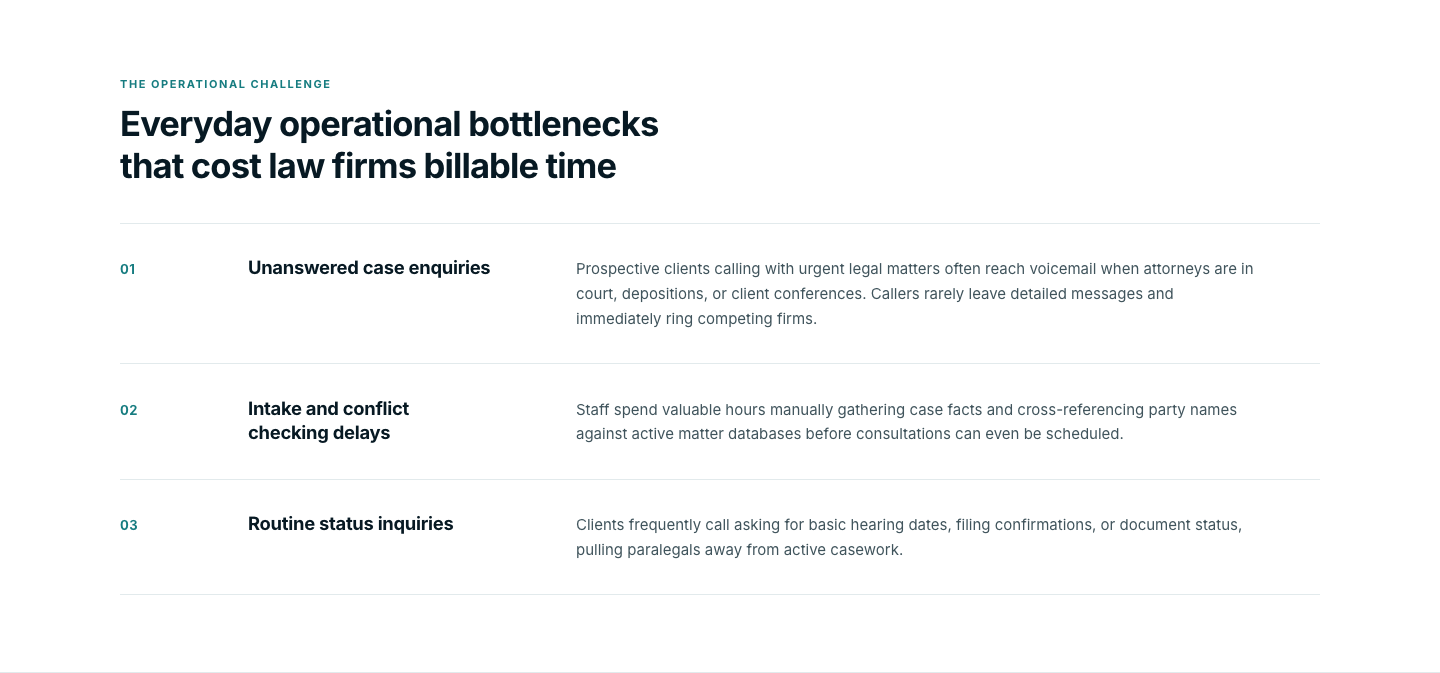 THE OPERATIONAL CHALLENGE
Everyday operational bottlenecks
that cost law firms billable time
01
Unanswered case enquiries
Prospective clients calling with urgent legal matters often reach voicemail when attorneys are in
court, depositions, or client conferences. Callers rarely leave detailed messages and
immediately ring competing firms.
02
Intake and conflict
checking delays
Staff spend valuable hours manually gathering case facts and cross-referencing party names
against active matter databases before consultations can even be scheduled.
03
Routine status inquiries
Clients frequently call asking for basic hearing dates, filing confirmations, or document status,
pulling paralegals away from active casework.